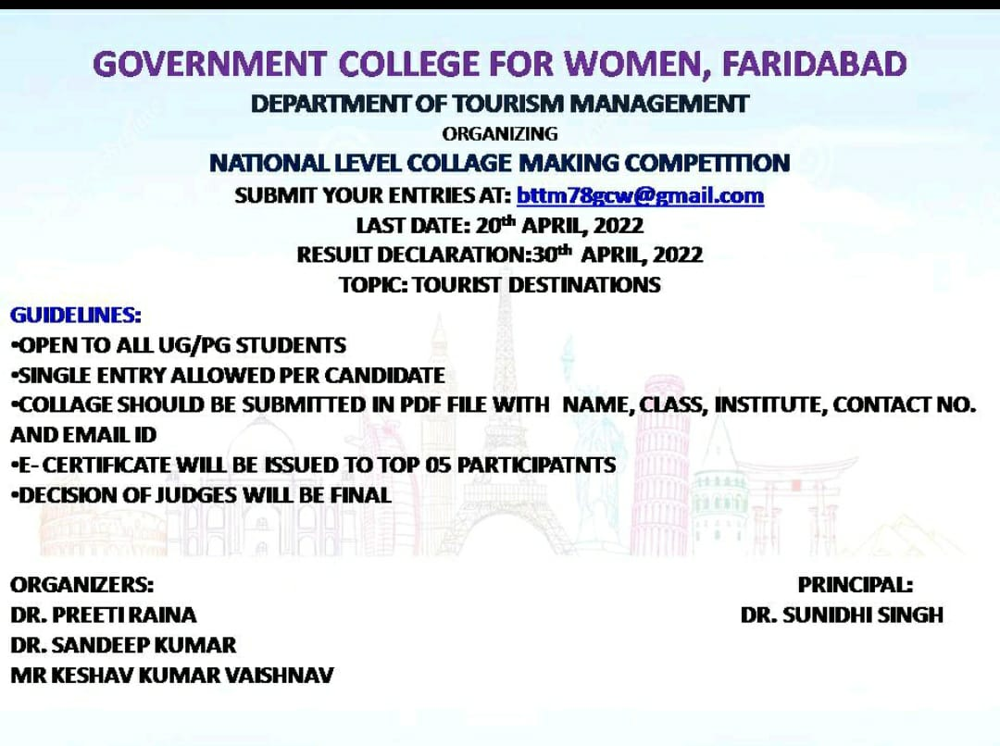 GOVERNMENT COLLEGE FOR WOMEN, FARIDABAD
DEPARTMENT OF TOURISM MANAGEMENT
ORGANIZING
NATIONAL LEVEL COLLAGE MAKING COMPETITION
SUBMIT YOUR ENTRIES AT: bttm78gcw@gmail.com
LAST DATE: 20th APRIL, 2022
RESULT DECLARATION:30th APRIL, 2022
TOPIC: TOURIST DESTINATIONS
GUIDELINES:
•OPEN TO ALL UG/PG STUDENTS
•SINGLE ENTRY ALLOWED PER CANDIDATE
•COLLAGE SHOULD BE SUBMITTED IN PDF FILE WITH NAME, CLASS, INSTITUTE, CONTACT NO.
AND EMAIL ID
•E- CERTIFICATE WILL BE ISSUED TO TOP 05 PARTICIPATNTS
•DECISION OF JUDGES WILL BE FINAL
ORGANIZERS:
DR. PREETI RAINA
DR. SANDEEP KUMAR
MR KESHAV KUMAR VAISHNAV
PRINCIPAL:
DR. SUNIDHI SINGH